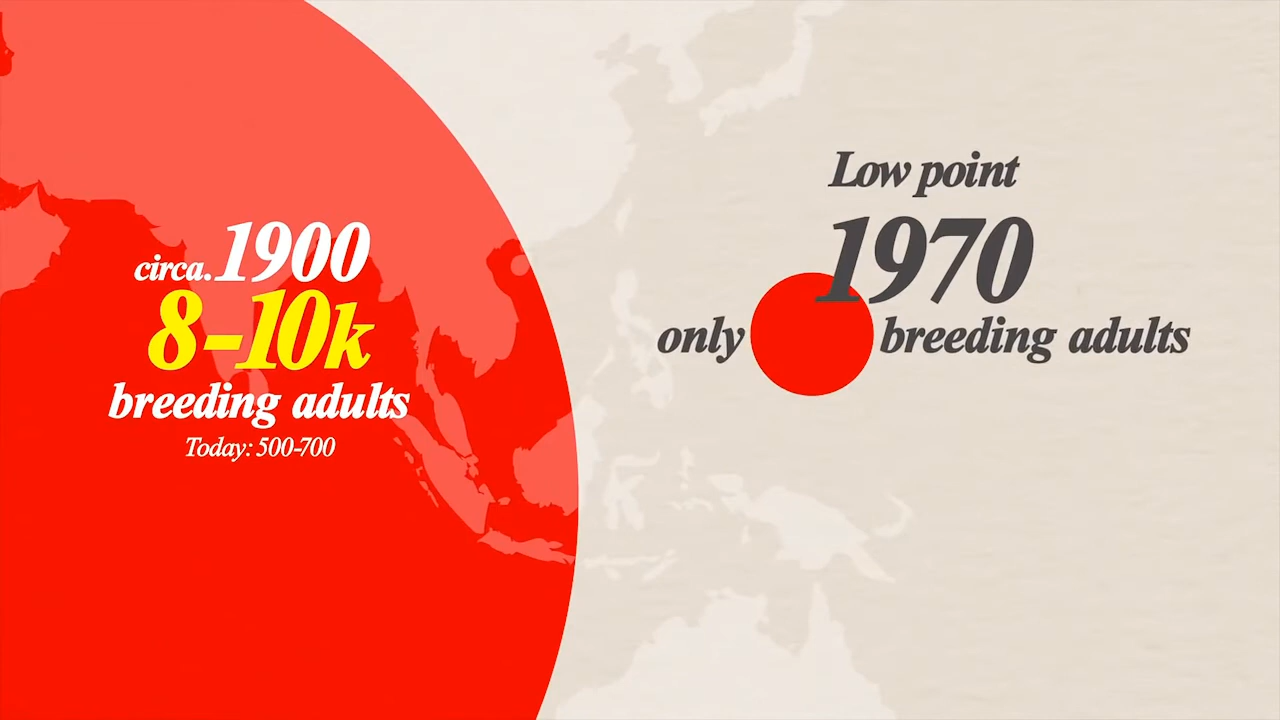 circa. 1900
8-10k
breeding adults
Today: 500-700
Low point
1970
only breeding adults